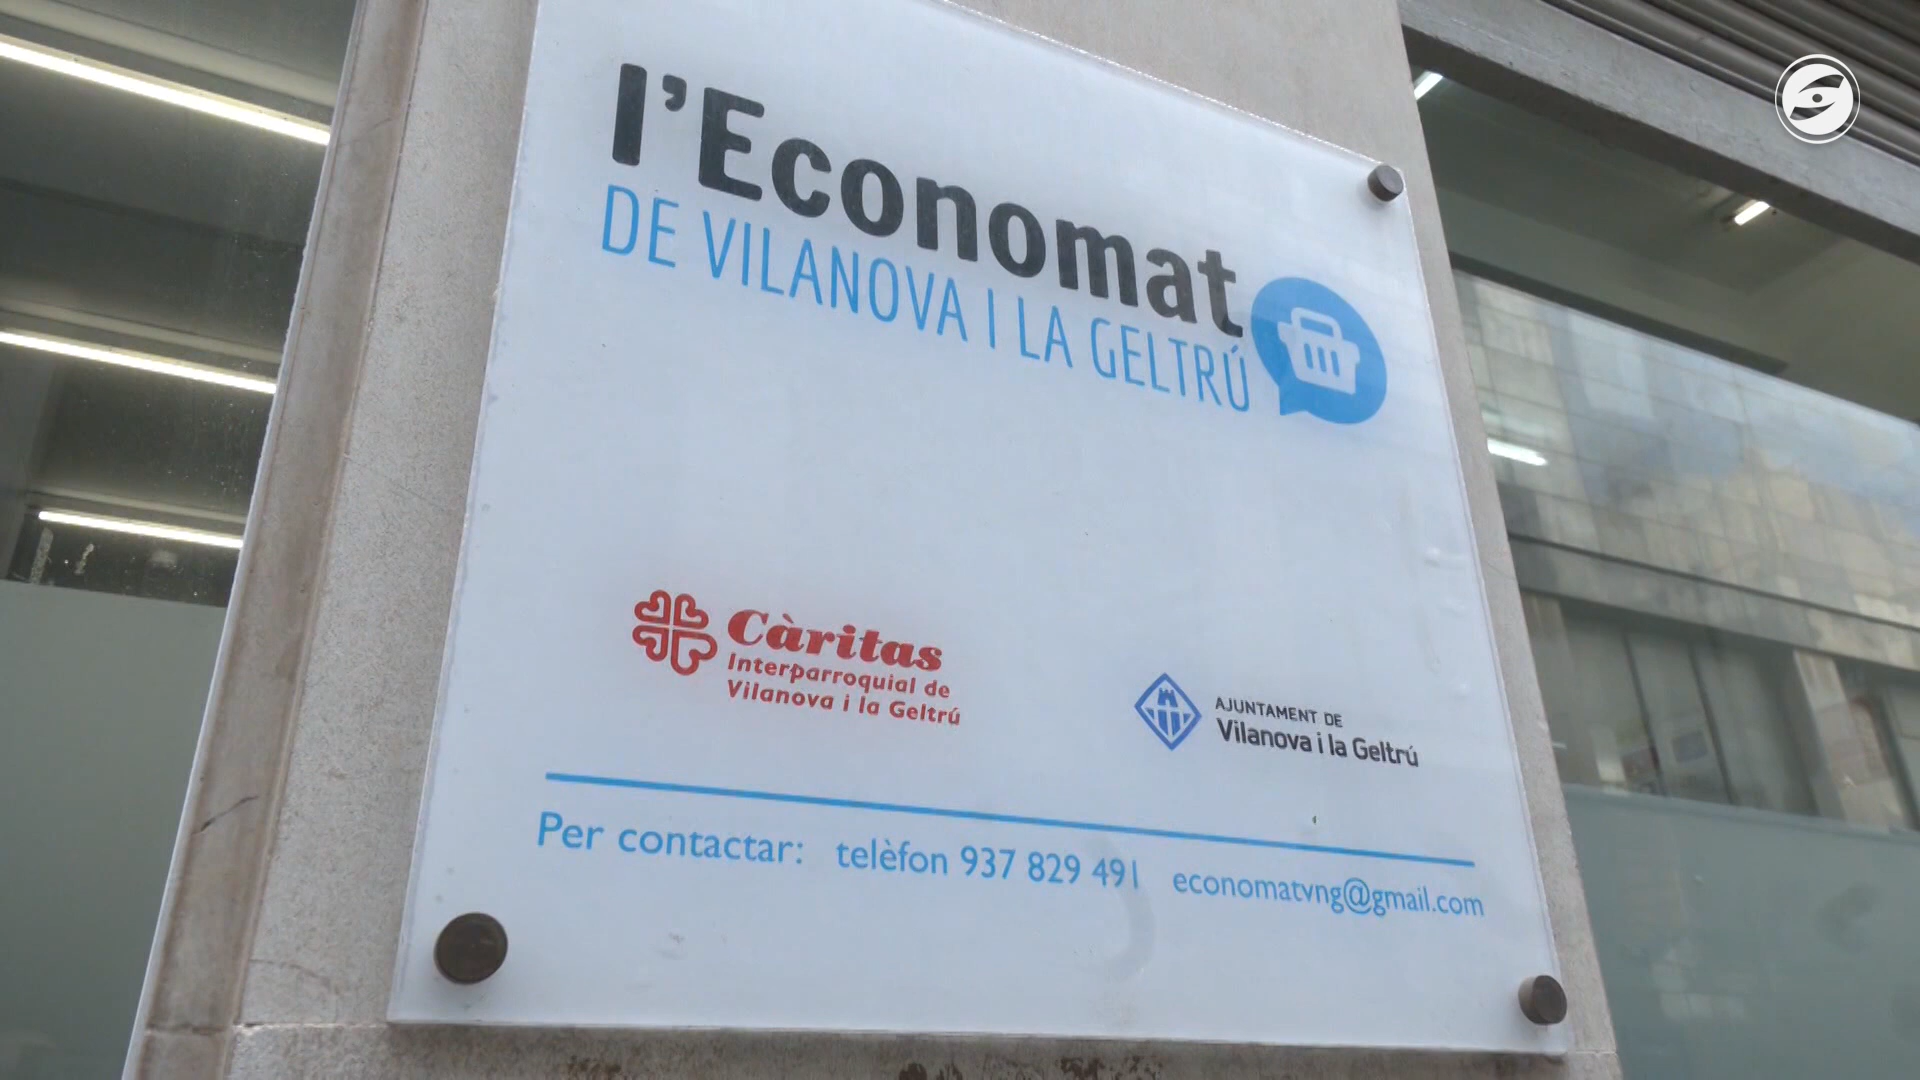 l'Economat
DE VILANOVA I LA GELTRÚ
Càritas
Interparroquial de
Vilanova i la Geltrú
AJUNTAMENT DE
Vilanova i la Geltrú
Per contactar: telèfon 937 829 491 economatvng@gmail.com